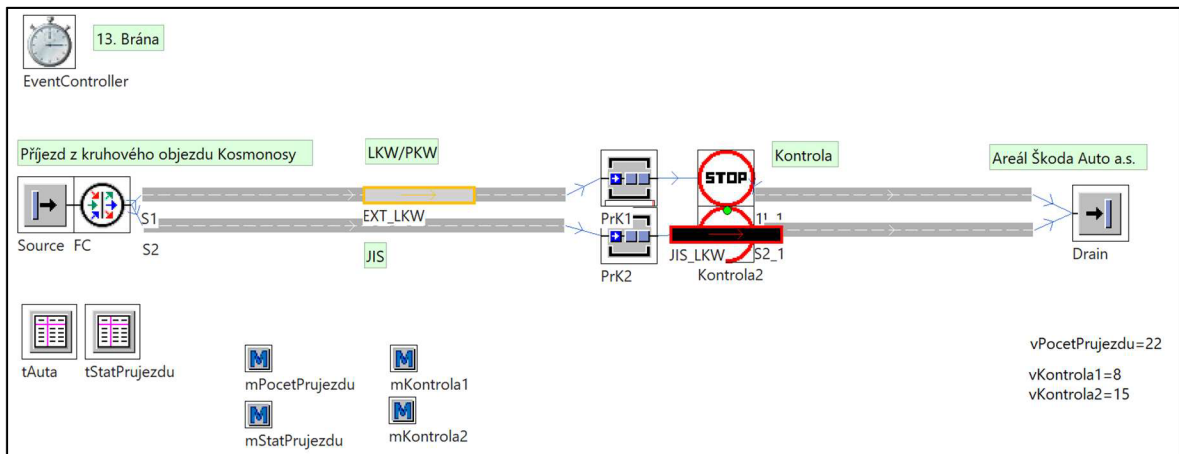 13. Brána
EventController
Příjezd z kruhového objezdu Kosmonosy
LKW/PKW
Kontrola
Areál Škoda Auto a.s.
STOP
EXT_LKW
PrK1
S1
1_1
Source
FC
S2
JIS
PrK2
JIS_LKW
Kontrola2
S2_1
Drain
tAuta
tStatPrujezdu
mPocetPrujezdu
mKontrola1
mStatPrujezdu
mKontrola2
vPocetPrujezdu=22
vKontrola1=8
vKontrola2=15